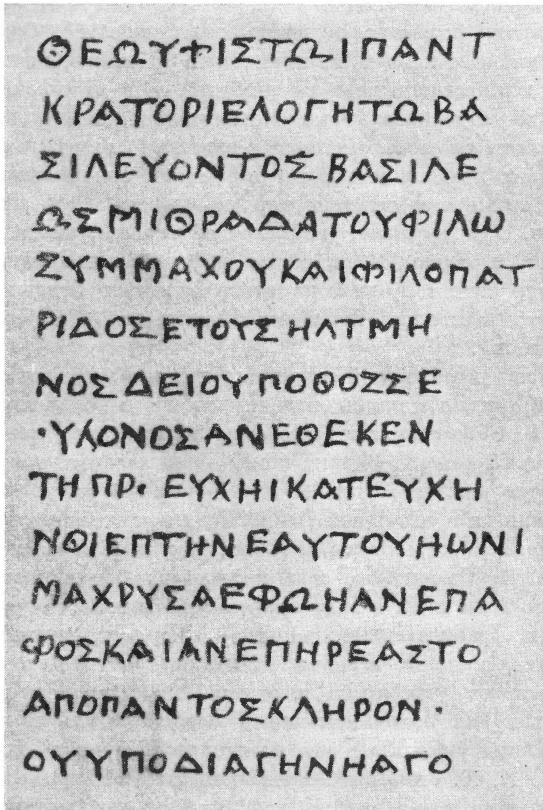 ΘΕΩΥΨΙΣΤΩΙΠΑΝΤ
ΚΡΑΤΟΡΙΕΛΟΓΗΤΩΒΑ
ΣΙΛΕΥΟΝΤΟΣΒΑΣΙΛΕ
ΩΣΜΙΘΡΑΔΑΤΟΥΦΙΛΩ
ΣΥΜΜΑΧΟΥΚΑΙΦΙΛΟΠΑΤ
ΡΙΔΟΣΕΤΟΥΣΗΛΤΜΗ
ΝΟΣΔΕΙΟΥΠΟΘΟΣΣΕ
·ΥΛΟΝΟΣΑΝΕΘΕΚΕΝ
ΤΗΠΡ·ΕΥΧΗΙΚΑΤΕΥΧΗ
ΝΘΙΕΠΤΗΝΕΑΥΤΟΥΗΩΝΙ
ΜΑΧΡΥΣΑΕΦΩΗΑΝΕΠΑ
ΦΟΣΚΑΙΑΝΕΠΗΡΕΑΣΤΟ
ΑΠΟΠΑΝΤΟΣΚΛΗΡΟΝ·
ΟΥΥΠΟΔΙΑΓΗΝΗΑΓΟ